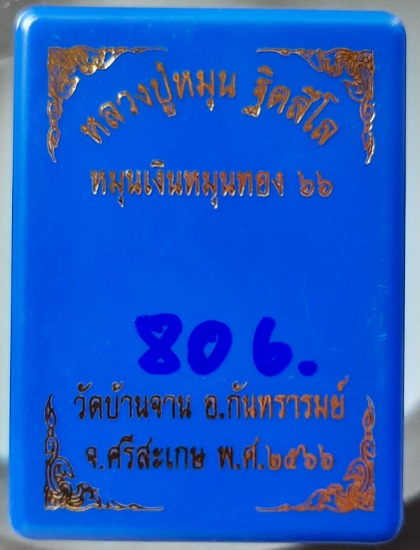 หลวงปู่หมุน ฐิตสีโล
หมุนเงินหมุนทอง ๖๖
806.
วัดบ้านจาน อ.กันทรารมย์
จ.ศรีสะเกษ พ.ศ.๒๕๖๖